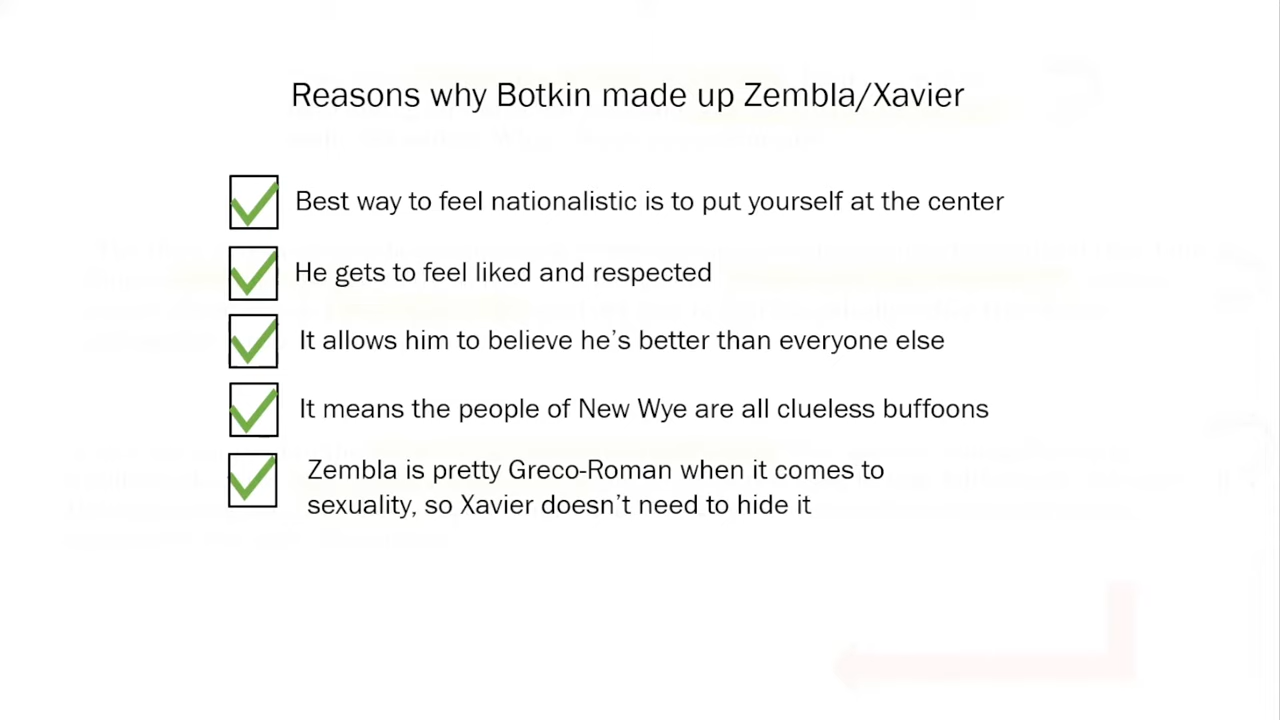 Reasons why Botkin made up Zembla/Xavier
Best way to feel nationalistic is to put yourself at the center
He gets to feel liked and respected
It allows him to believe he's better than everyone else
It means the people of New Wye are all clueless buffoons
Zembla is pretty Greco-Roman when it comes to
sexuality, so Xavier doesn't need to hide it